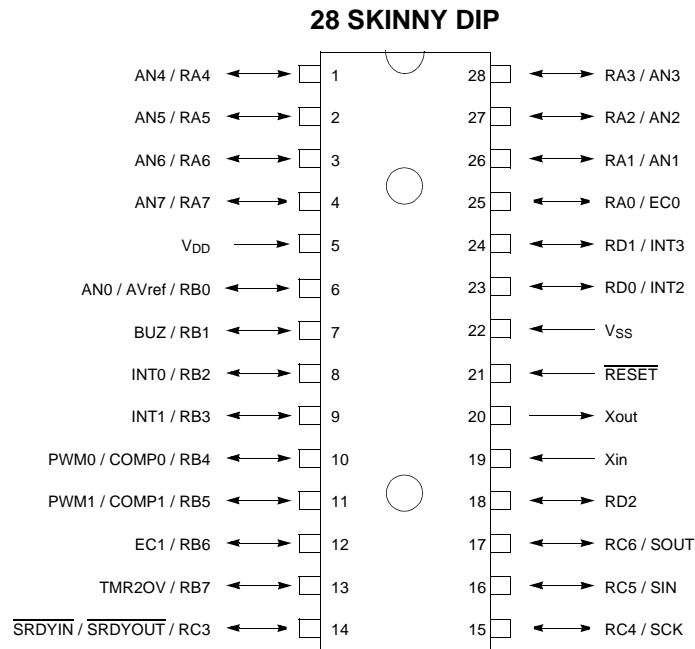 28 SKINNY DIP
AN4 / RA4 1 28 RA3 / AN3
AN5 / RA5 2 27 RA2 / AN2
AN6 / RA6 3 26 RA1 / AN1
AN7 / RA7 4 25 RA0 / EC0
VDD 5 24 RD1 / INT3
AN0 / AVref / RB0 6 23 RD0 / INT2
BUZ / RB1 7 22 VSS
INT0 / RB2 8 21 RESET
INT1 / RB3 9 20 Xout
PWM0 / COMP0 / RB4 10 19 Xin
PWM1 / COMP1 / RB5 11 18 RD2
EC1 / RB6 12 17 RC6 / SOUT
TMR2OV / RB7 13 16 RC5 / SIN
SRDYIN / SRDYOUT / RC3 14 15 RC4 / SCK